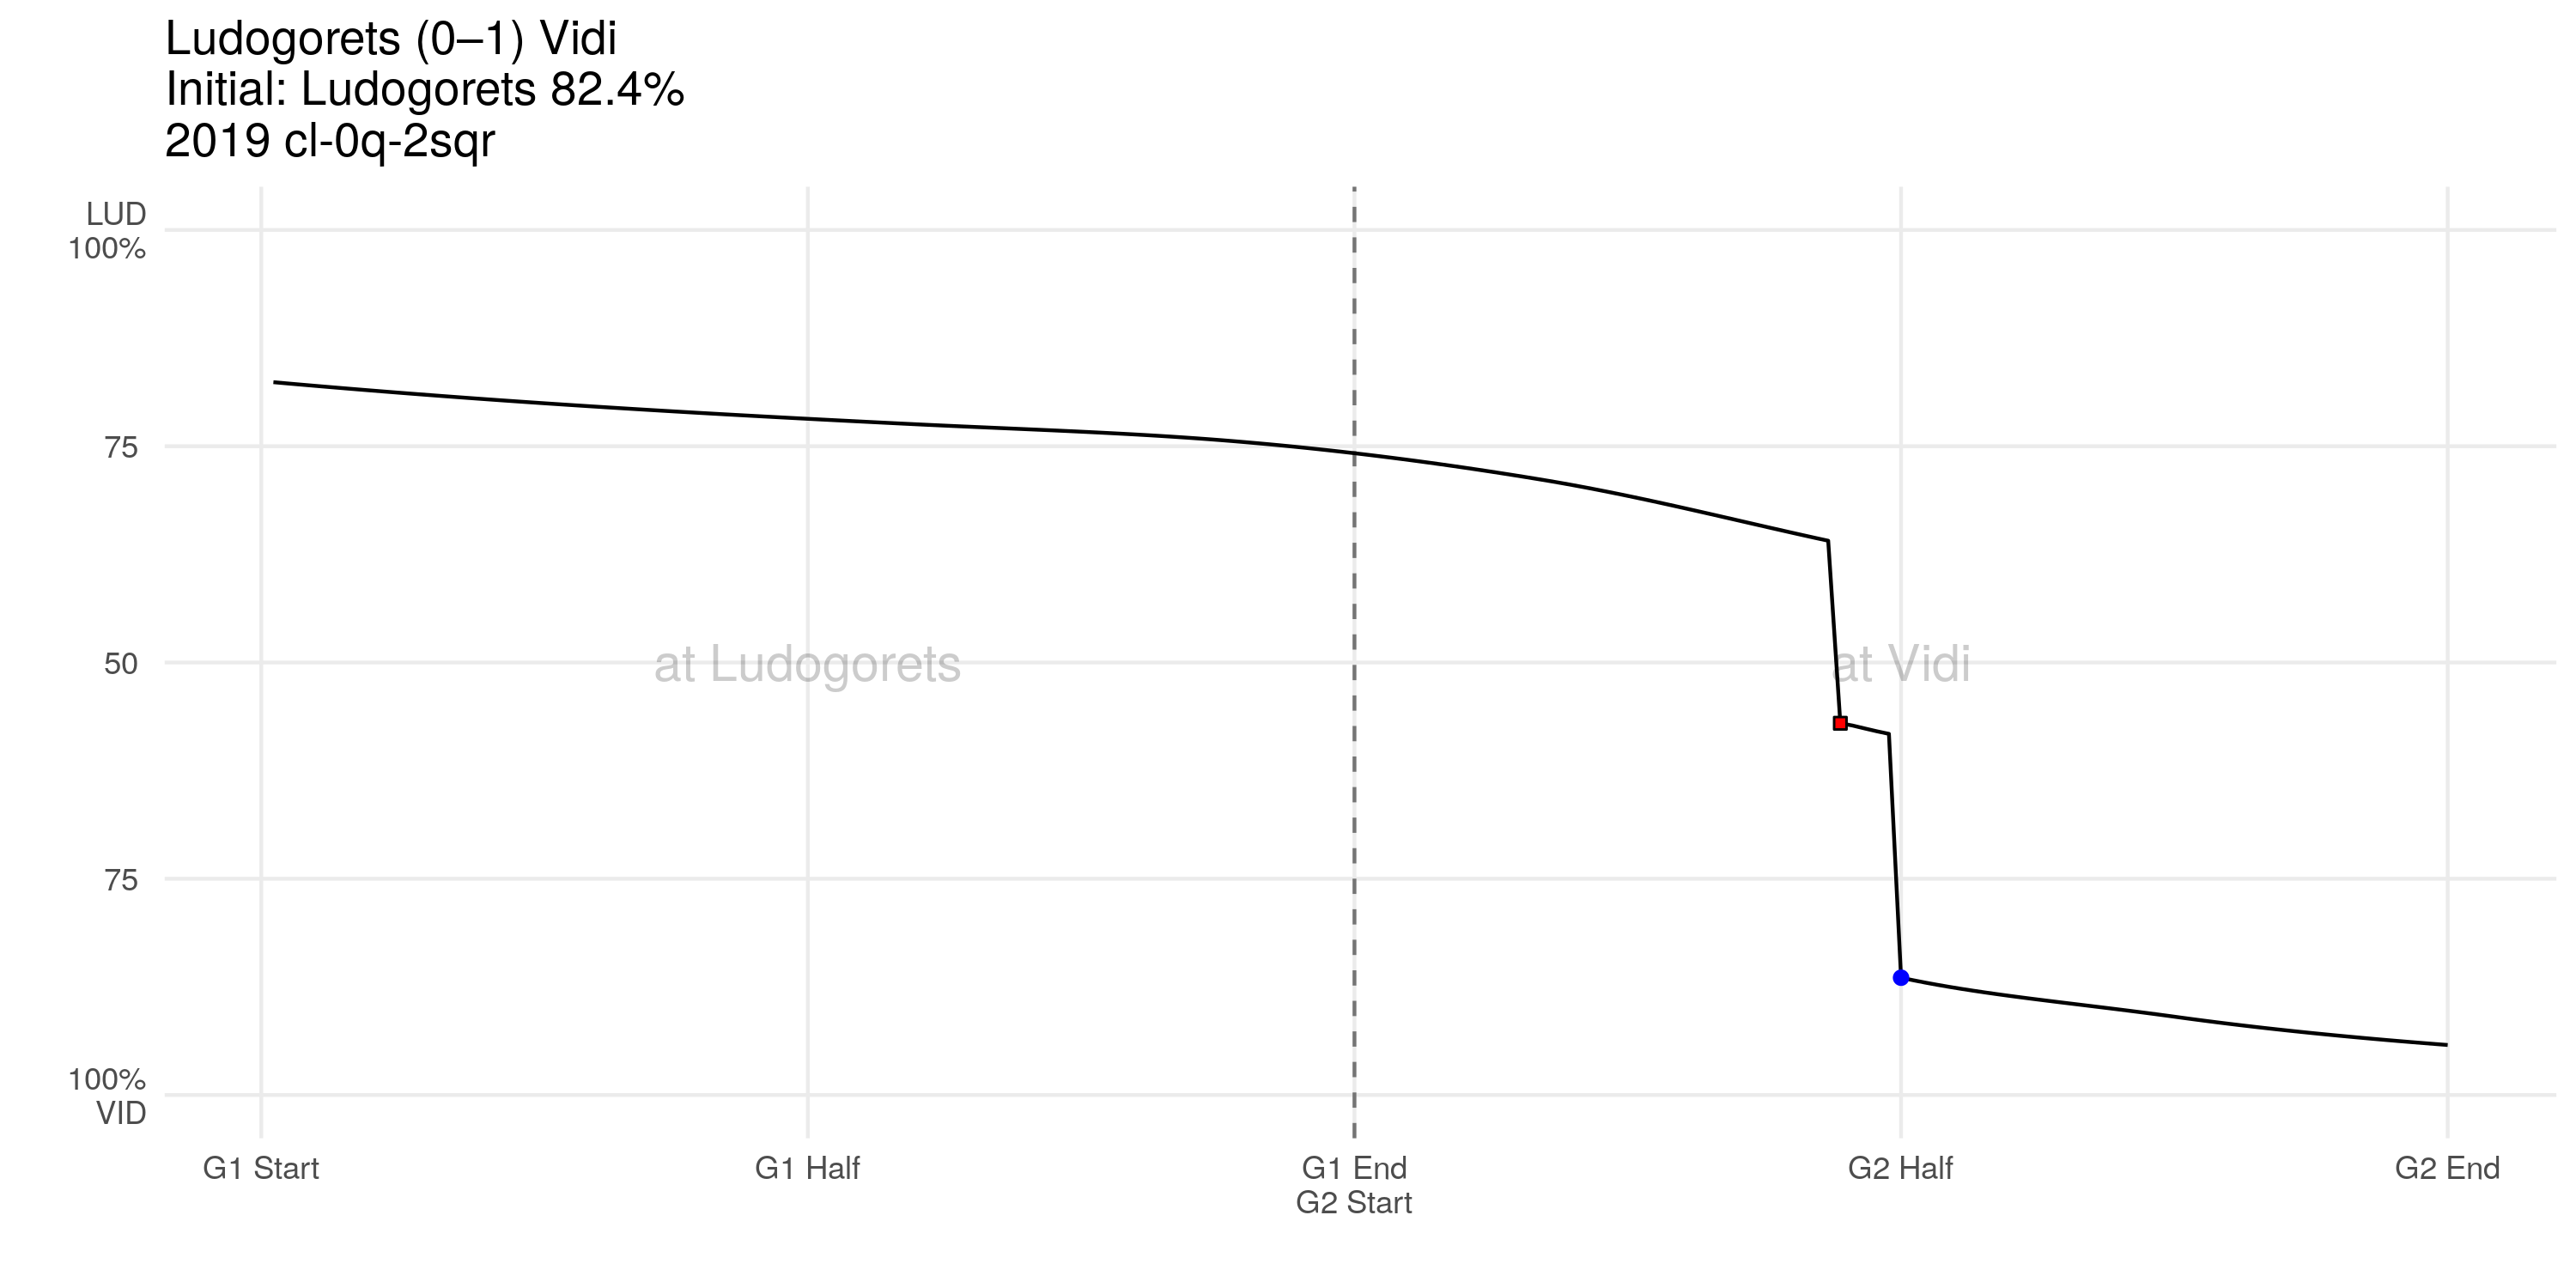 Ludogorets (0–1) Vidi
Initial: Ludogorets 82.4%
2019 cl-0q-2sqr
LUD
100%
75
50
75
100%
VID
at Ludogorets
at Vidi
G1 Start
G1 Half
G1 End
G2 Start
G2 Half
G2 End